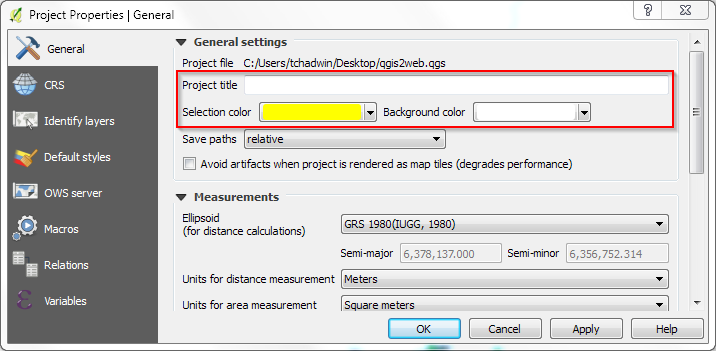 Project Properties | General
General
CRS
Identify layers
Default styles
OWS server
Macros
Relations
Variables
General settings
Project file C:/Users/tchadwin/Desktop/qgis2web.qgs
Project title
Selection color Background color
Save paths relative
Avoid artifacts when project is rendered as map tiles (degrades performance)
Measurements
Ellipsoid
(for distance calculations) GRS 1980(IUGG, 1980)
Semi-major 6,378,137.000 Semi-minor 6,356,752.314
Units for distance measurement Meters
Units for area measurement Square meters
OK Cancel Apply Help